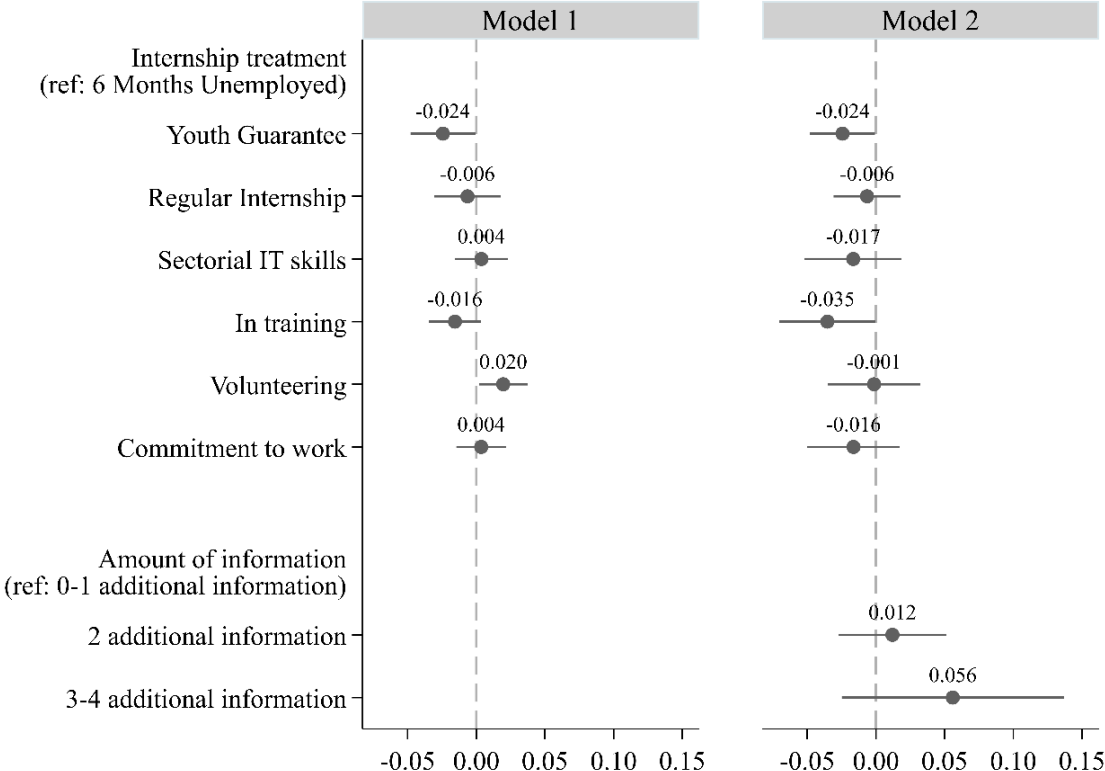 Model 1
Model 2
Internship treatment
(ref: 6 Months Unemployed)
Youth Guarantee
-0.024
-0.024
Regular Internship
-0.006
-0.006
Sectorial IT skills
0.004
-0.017
In training
-0.016
-0.035
Volunteering
0.020
-0.001
Commitment to work
0.004
-0.016
Amount of information
(ref: 0-1 additional information)
2 additional information
0.012
3-4 additional information
0.056
-0.05 0.00 0.05 0.10 0.15
-0.05 0.00 0.05 0.10 0.15